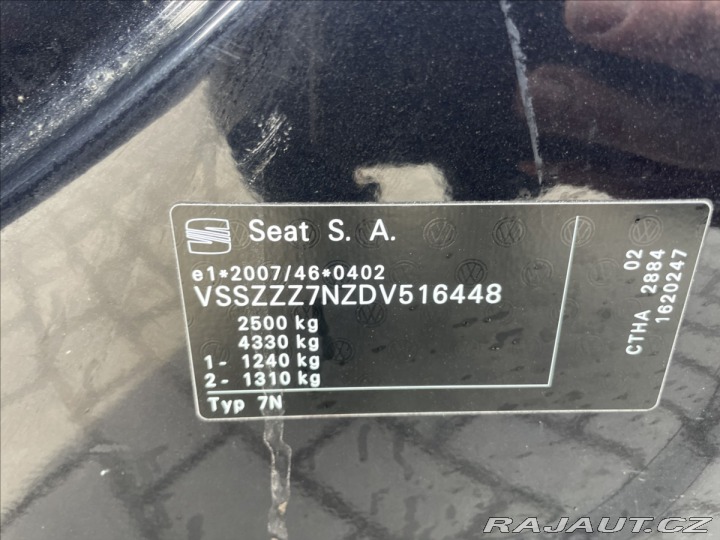 Seat S. A.
e1*2007/46*0402
VSSZZZ7NZDV516448
2500 kg
4330 kg
1- 1240 kg
2- 1310 kg
Typ 7N
02
CTHA 2884
1620247
RAJAUT.CZ